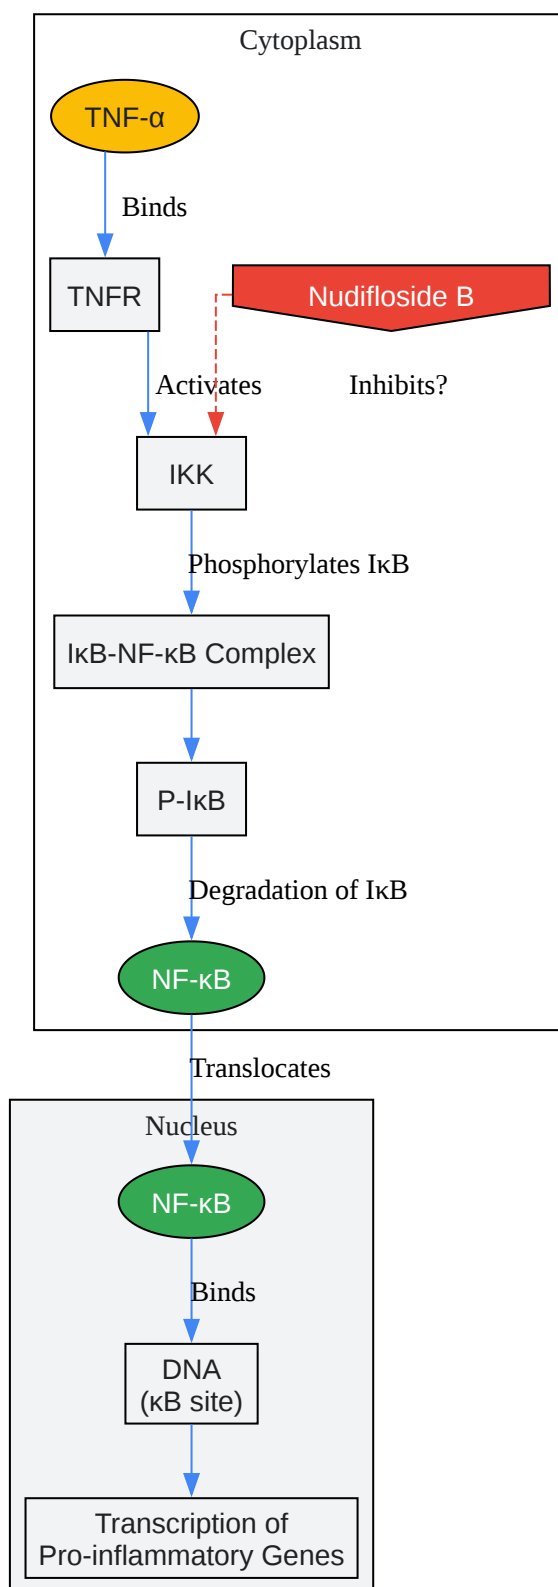 Cytoplasm
TNF-α
Binds
TNFR
Nudifloside B
Activates
Inhibits?
IKK
Phosphorylates IκB
IκB-NF-κB Complex
P-IκB
Degradation of IκB
NF-κB
Translocates
Nucleus
NF-κB
Binds
DNA
(κB site)
Transcription of
Pro-inflammatory Genes